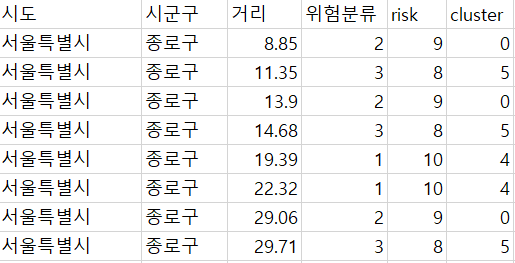 시도 시군구 거리 위험분류 risk cluster
서울특별시 종로구 8.85 2 9 0
서울특별시 종로구 11.35 3 8 5
서울특별시 종로구 13.9 2 9 0
서울특별시 종로구 14.68 3 8 5
서울특별시 종로구 19.39 1 10 4
서울특별시 종로구 22.32 1 10 4
서울특별시 종로구 29.06 2 9 0
서울특별시 종로구 29.71 3 8 5